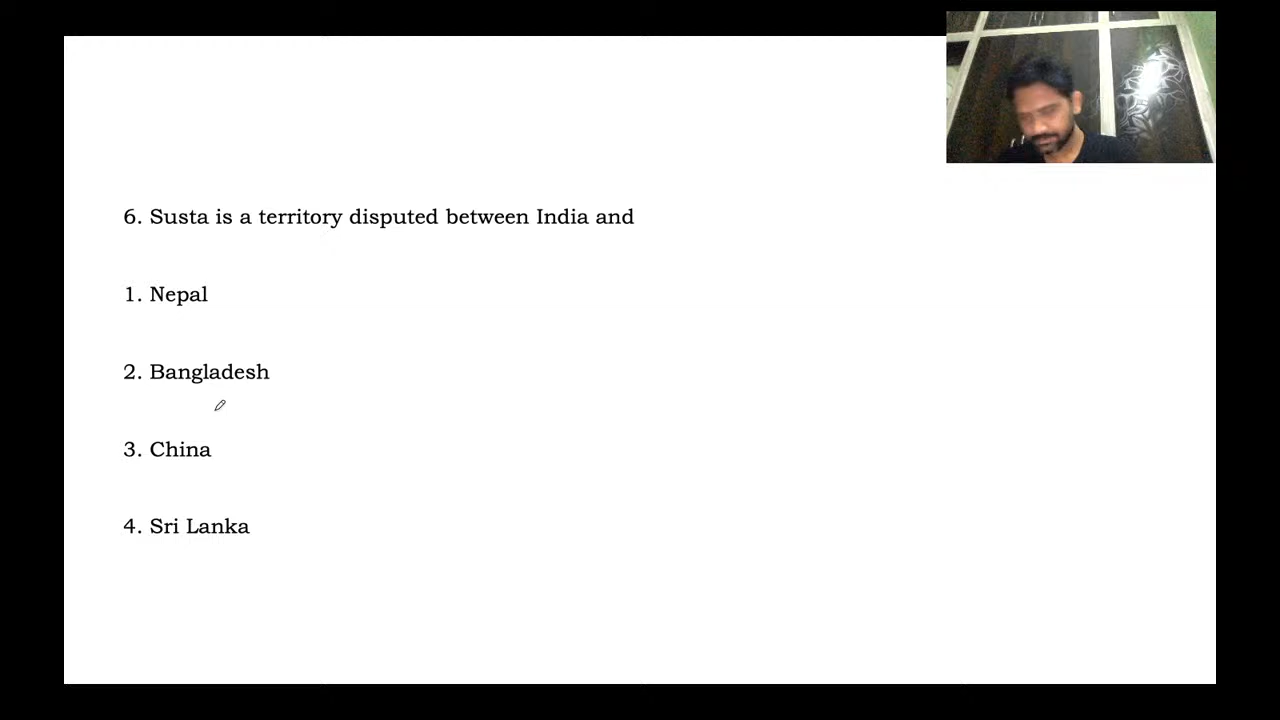 6. Susta is a territory disputed between India and
1. Nepal
2. Bangladesh
3. China
4. Sri Lanka